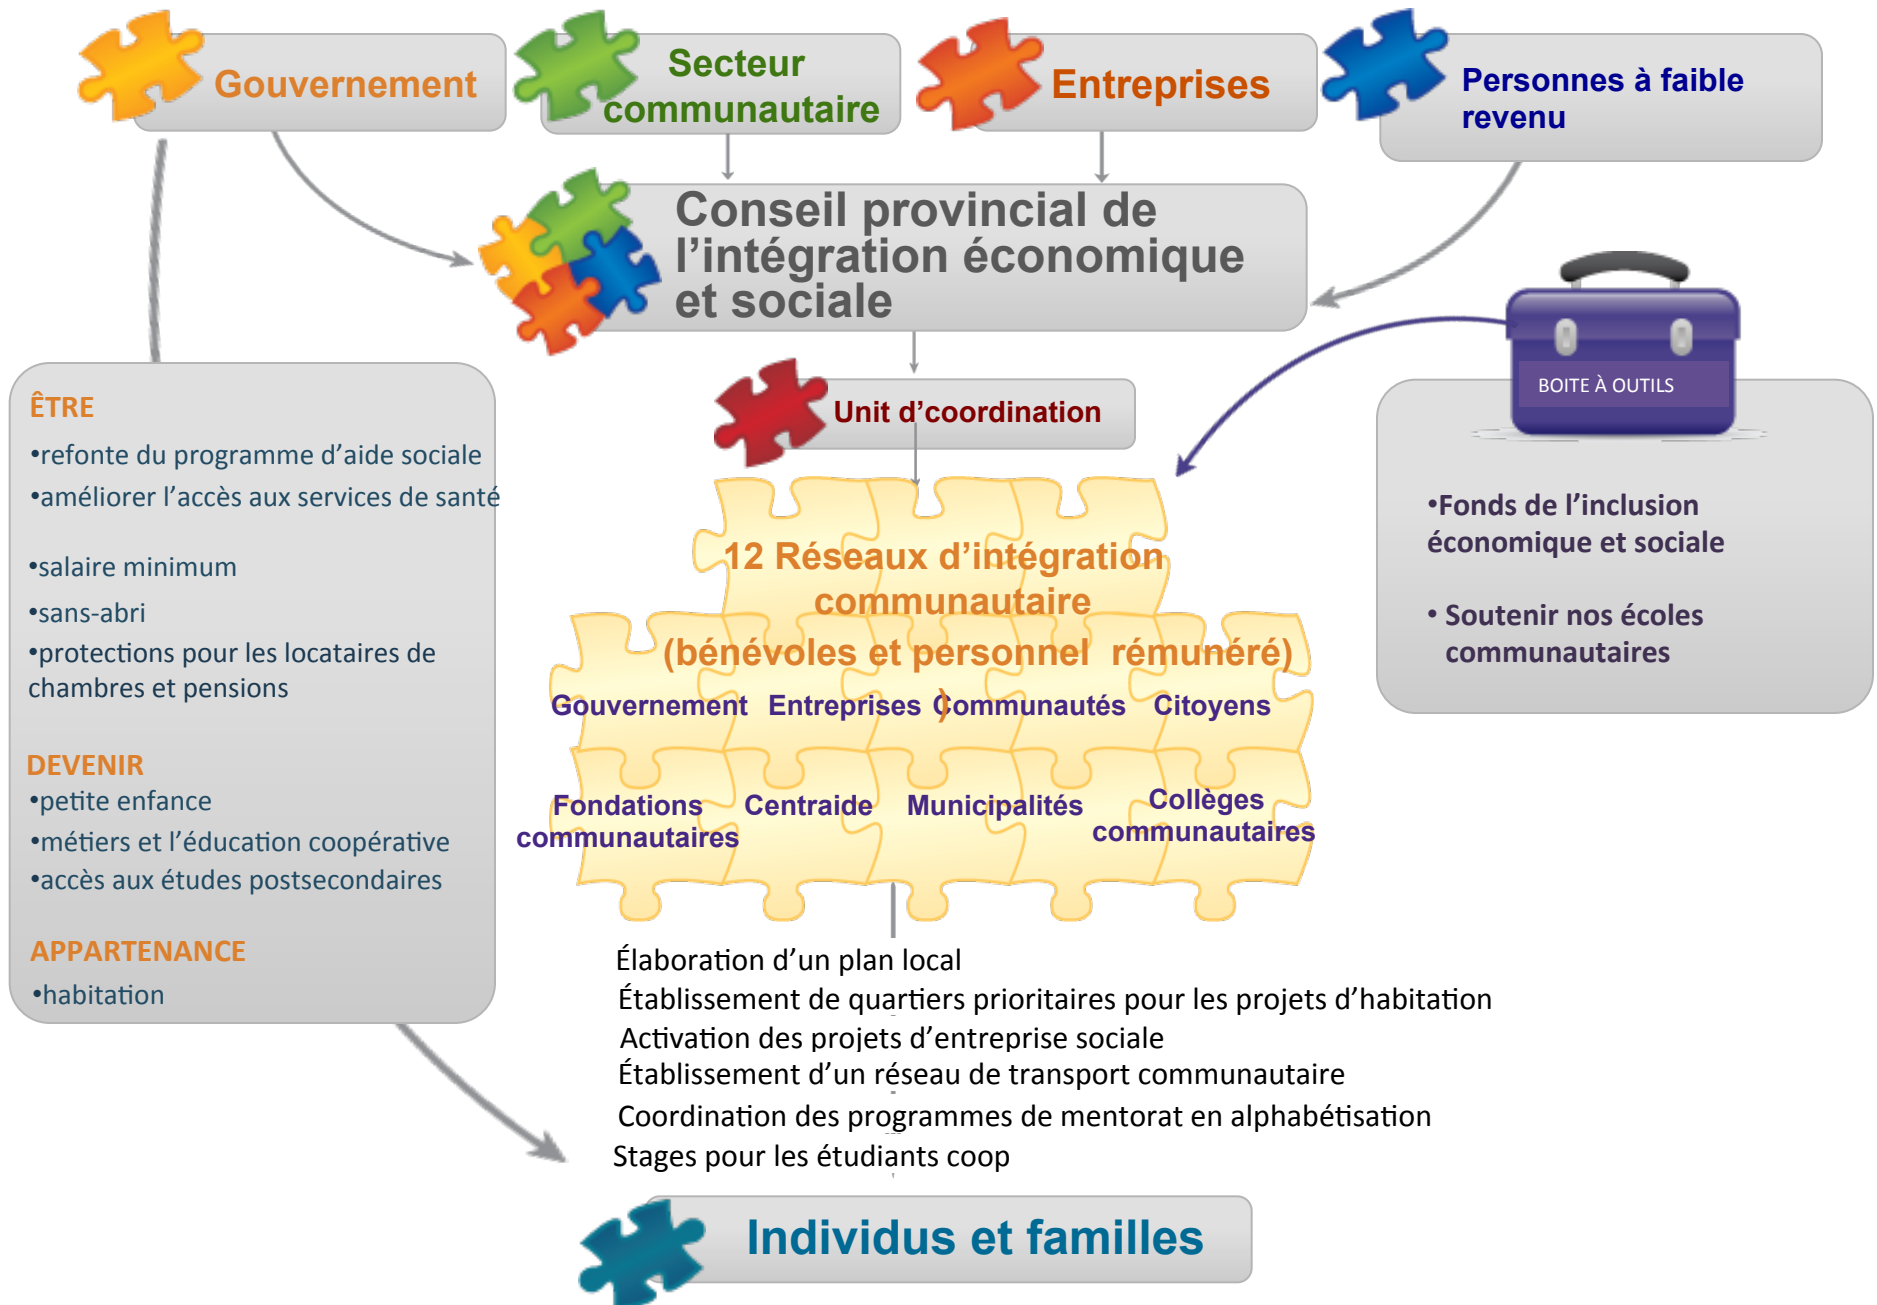 Gouvernement
Secteur
communautaire
Entreprises
Personnes à faible
revenu
Conseil provincial de
l’intégration économique
et sociale
Unit d’coordination
BOITE À OUTILS
•Fonds de l’inclusion
économique et sociale
• Soutenir nos écoles
communautaires
ÊTRE
•refonte du programme d’aide sociale
•améliorer l’accès aux services de santé
•salaire minimum
•sans-abri
•protections pour les locataires de
chambres et pensions
DEVENIR
•petite enfance
•métiers et l’éducation coopérative
•accès aux études postsecondaires
APPARTENANCE
•habitation
12 Réseaux d’intégration
communautaire
(bénévoles et personnel rémunéré)
)
Gouvernement Entreprises Communautés Citoyens
Fondations
communautaires
Centraide
Municipalités
Collèges
communautaires
Élaboration d’un plan local
Établissement de quartiers prioritaires pour les projets d’habitation
Activation des projets d’entreprise sociale
Établissement d’un réseau de transport communautaire
Coordination des programmes de mentorat en alphabétisation
Stages pour les étudiants coop
Individus et familles